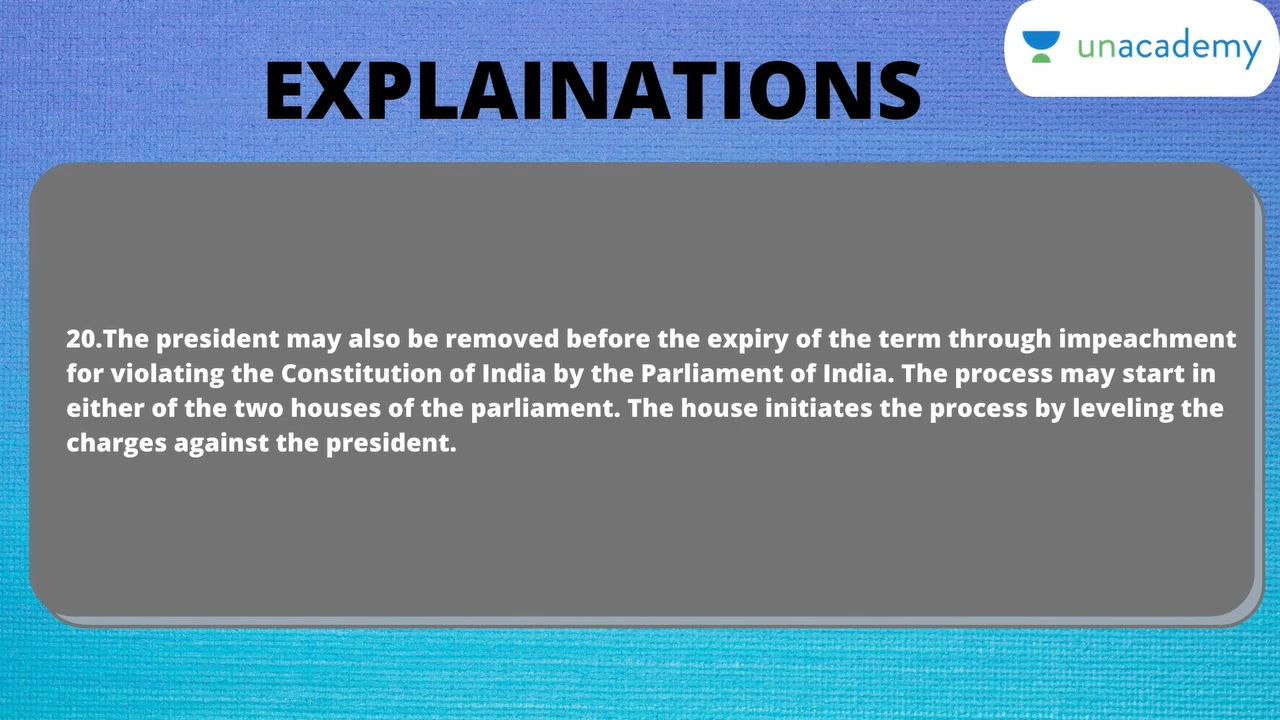 unacademy
EXPLAINATIONS
20.The president may also be removed before the expiry of the term through impeachment
for violating the Constitution of India by the Parliament of India. The process may start in
either of the two houses of the parliament. The house initiates the process by leveling the
charges against the president.